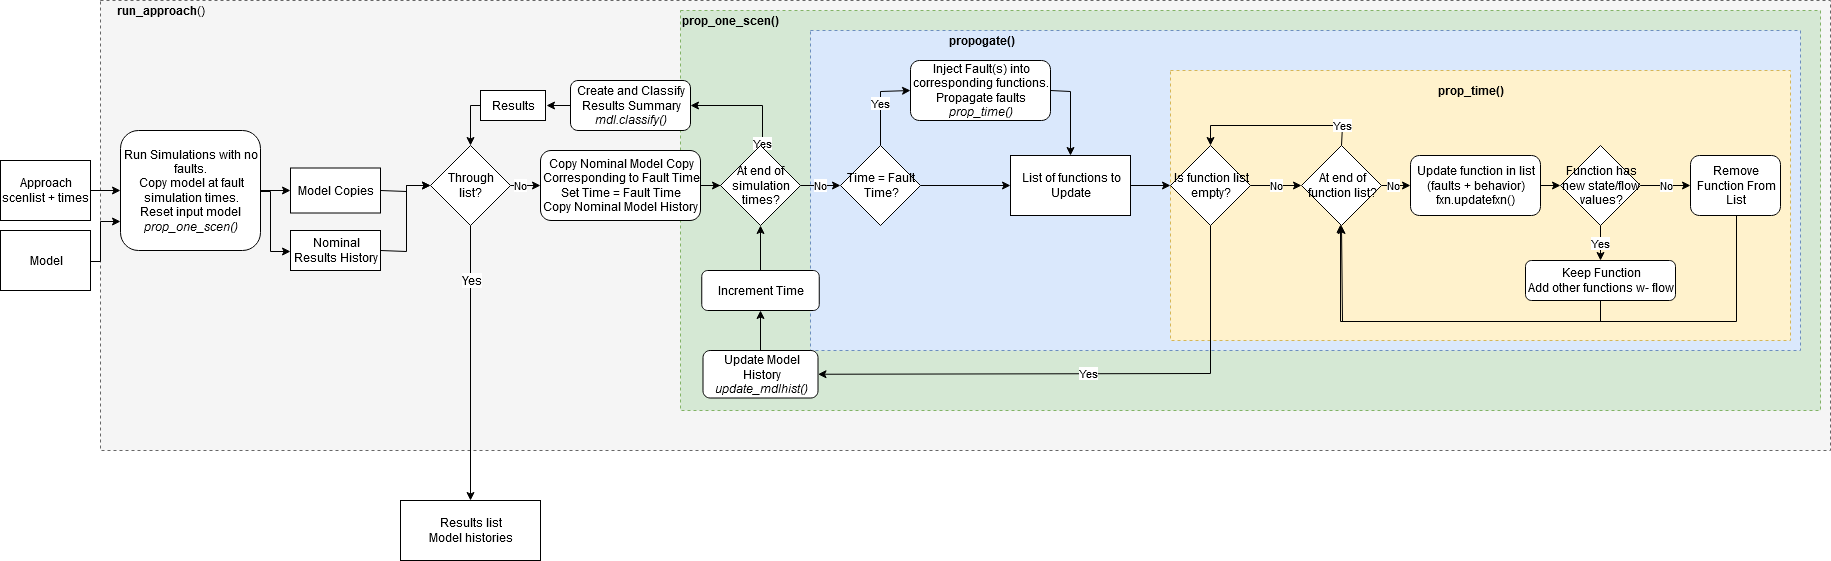 run_approach()
prop_one_scen()
propogate()
prop_time()
Approach
scenlist + times
Model
Run Simulations with no
faults.
Copy model at fault
simulation times.
Reset input model
prop_one_scen()
Model Copies
Nominal
Results History
Results
Create and Classify
Results Summary
mdl.classify()
Through
list?
No
Yes
Copy Nominal Model Copy
Corresponding to Fault Time
Set Time = Fault Time
Copy Nominal Model History
Yes
At end of
simulation
times?
No
Increment Time
Update Model
History
update_mdlhist()
Time = Fault
Time?
Yes
Inject Fault(s) into
corresponding functions.
Propagate faults
prop_time()
List of functions to
Update
Is function list
empty?
No
Yes
Yes
At end of
function list?
No
Update function in list
(faults + behavior)
fxn.updatefxn()
Function has
new state/flow
values?
No
Yes
Remove
Function From
List
Keep Function
Add other functions w- flow
Results list
Model histories